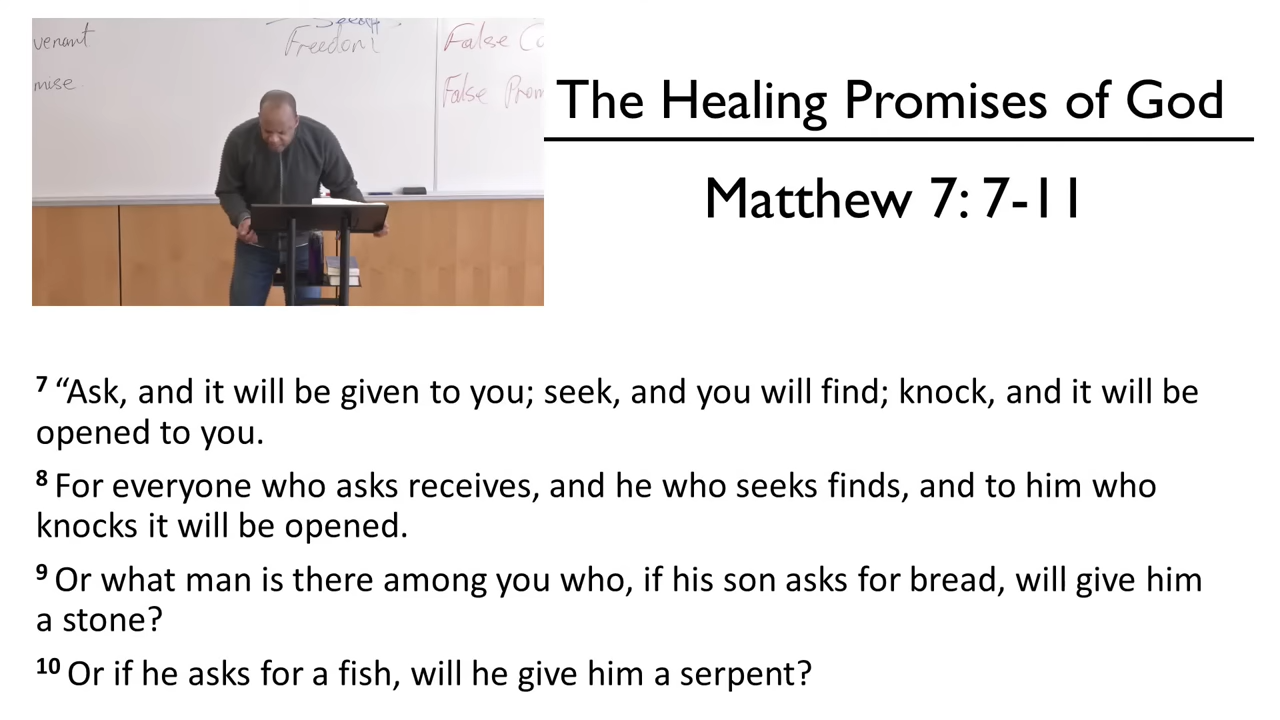 venant
mise
Freedom
False Co
False Prom
The Healing Promises of God
Matthew 7: 7-11
7 “Ask, and it will be given to you; seek, and you will find; knock, and it will be
opened to you.
8 For everyone who asks receives, and he who seeks finds, and to him who
knocks it will be opened.
9 Or what man is there among you who, if his son asks for bread, will give him
a stone?
10 Or if he asks for a fish, will he give him a serpent?